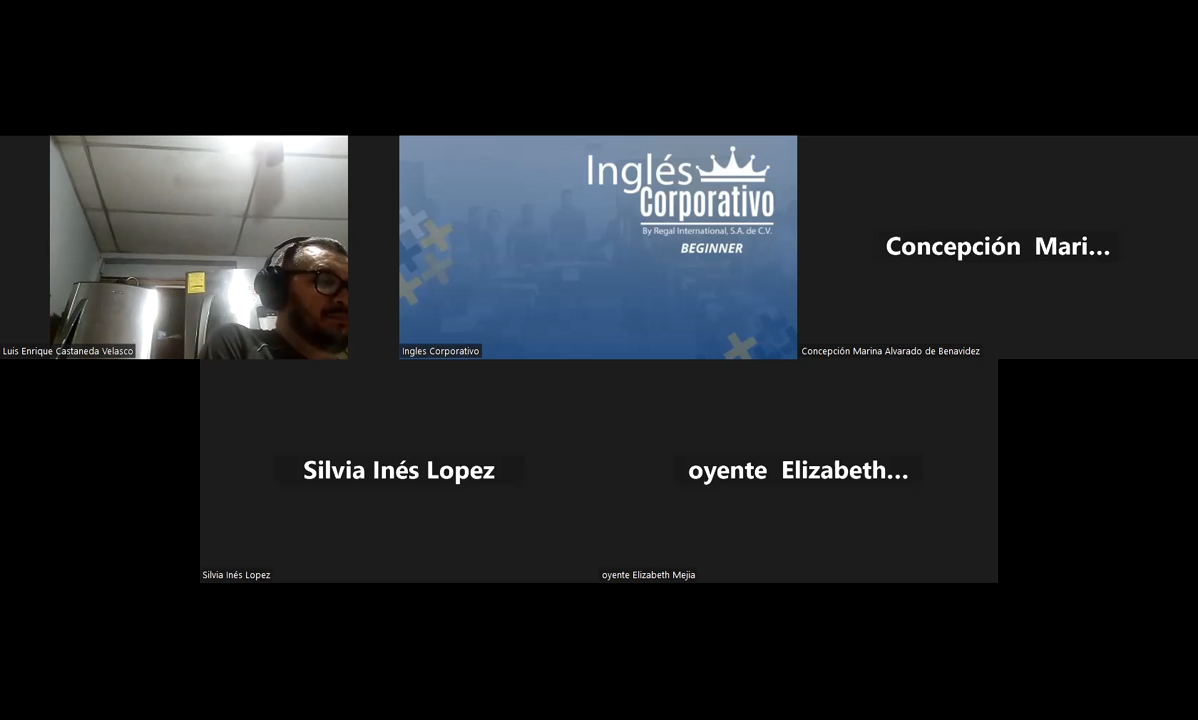 Inglés
Corporativo
By Regal International, S.A. de C.V.
BEGINNER
Concepción Mari...
Luis Enrique Castaneda Velasco
Ingles Corporativo
Concepción Marina Alvarado de Benavidez
Silvia Inés Lopez
oyente Elizabeth...
Silvia Inés Lopez
oyente Elizabeth Mejia